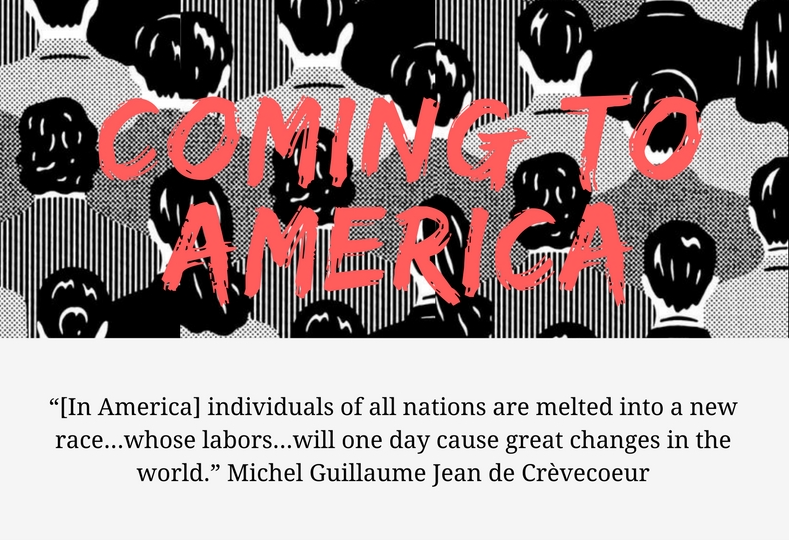 COMING TO
AMERICA
“[In America] individuals of all nations are melted into a new
race...whose labors...will one day cause great changes in the
world.” Michel Guillaume Jean de Crèvecoeur